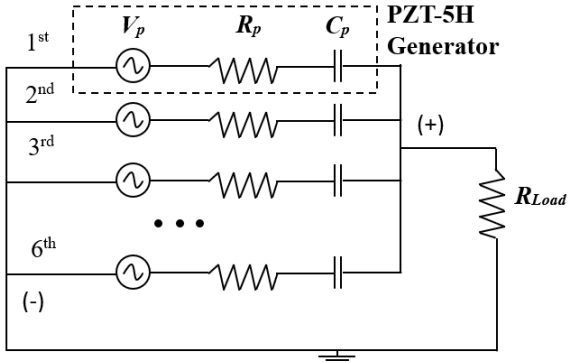 1st
Vp
Rp
Cp
PZT-5H
Generator
2nd
3rd
(+)
RLoad
6th
(-)